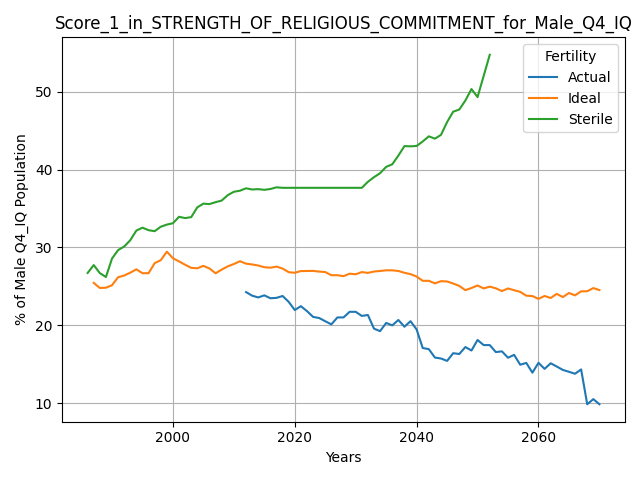 Score_1_in_STRENGTH_OF_RELIGIOUS_COMMITMENT_for_Male_Q4_IQ
Fertility
Actual
Ideal
Sterile
% of Male Q4_IQ Population
50
40
30
20
10
2000
2020
2040
2060
Years